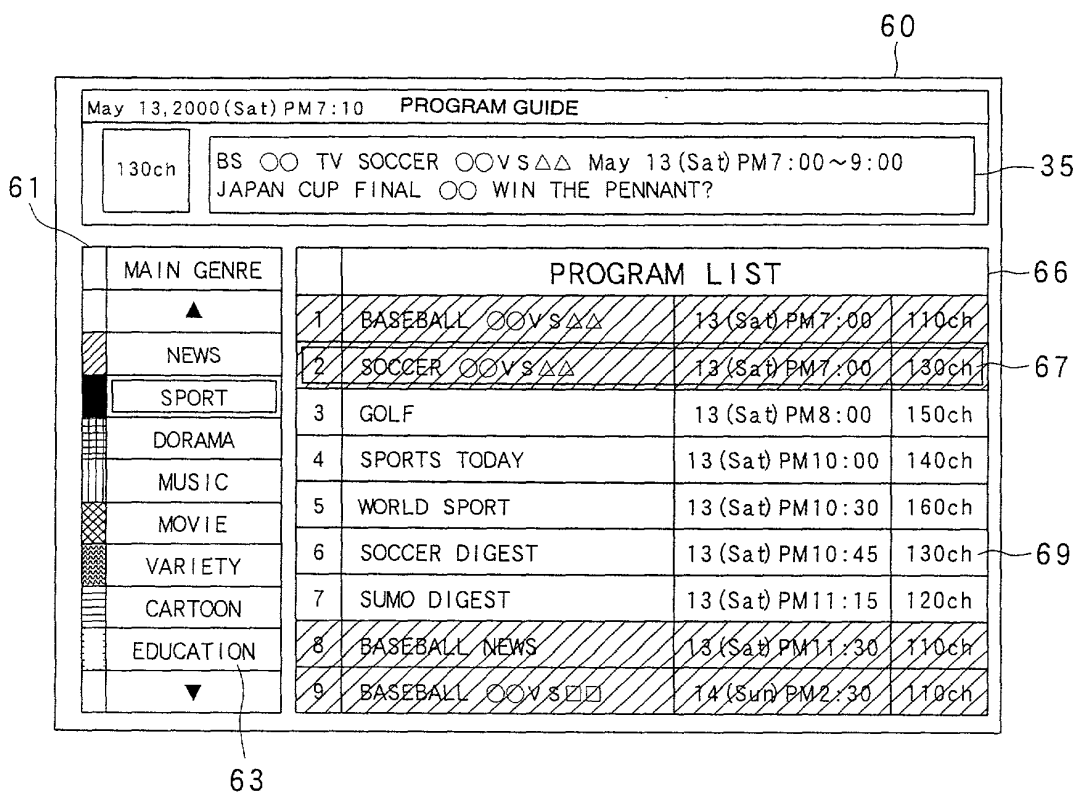 60
May 13,2000(Sat) PM7:10 PROGRAM GUIDE
130ch
BS ○○ TV SOCCER ○○VS△△ May 13(Sat)PM7:00~9:00
JAPAN CUP FINAL ○○ WIN THE PENNANT?
35
61
MAIN GENRE
▲
NEWS
SPORT
DORAMA
MUSIC
MOVIE
VARIETY
CARTOON
EDUCATION
▼
63
PROGRAM LIST
66
1 BASEBALL ○○VS△△ 13(Sat)PM7:00 110ch
2 SOCCER ○○VS△△ 13(Sat)PM7:00 130ch
67
3 GOLF 13(Sat)PM8:00 150ch
4 SPORTS TODAY 13(Sat)PM10:00 140ch
5 WORLD SPORT 13(Sat)PM10:30 160ch
6 SOCCER DIGEST 13(Sat)PM10:45 130ch
69
7 SUMO DIGEST 13(Sat)PM11:15 120ch
8 BASEBALL NEWS 13(Sat)PM11:30 110ch
9 BASEBALL ○○VS□□ 14(Sun)PM2:30 110ch